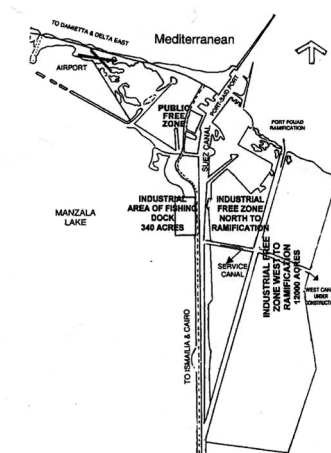 TO DAMIETTA & DELTA EAST
Mediterranean
AIRPORT
PORT-SAID PORT
PUBLIC
FREE
ZONE
SUEZ CANAL
PORT FOUAD
RAMIFICATION
INDUSTRIAL
AREA OF FISHING
DOCK
340 ACRES
INDUSTRIAL
FREE ZONE
NORTH TO
RAMIFICATION
MANZALA
LAKE
SERVICE
CANAL
INDUSTRIAL FREE
ZONE WEST TO
RAMIFICATION
12000 ACRES
WEST CANAL
UNDER
TO ISMAILIA & CAIRO